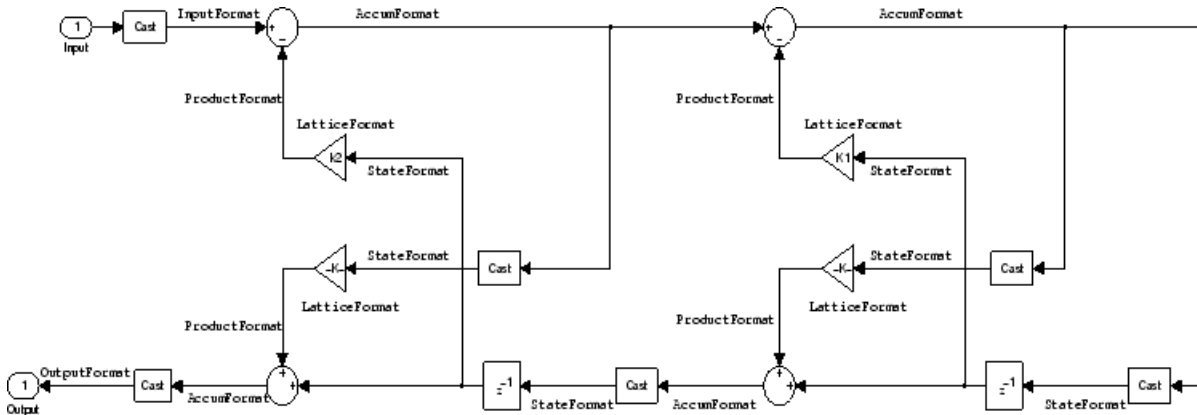 InputFormat
AccumFormat
AccumFormat
1
Cast
Input
+
-
+
-
ProductFormat
ProductFormat
LatticeFormat
LatticeFormat
k2
K1
StateFormat
StateFormat
StateFormat
StateFormat
-K-
Cast
-K-
Cast
LatticeFormat
LatticeFormat
ProductFormat
ProductFormat
OutputFormat
1
Cast
+
+
z-1
Cast
+
+
z-1
Cast
Output
AccumFormat
StateFormat
AccumFormat
StateFormat